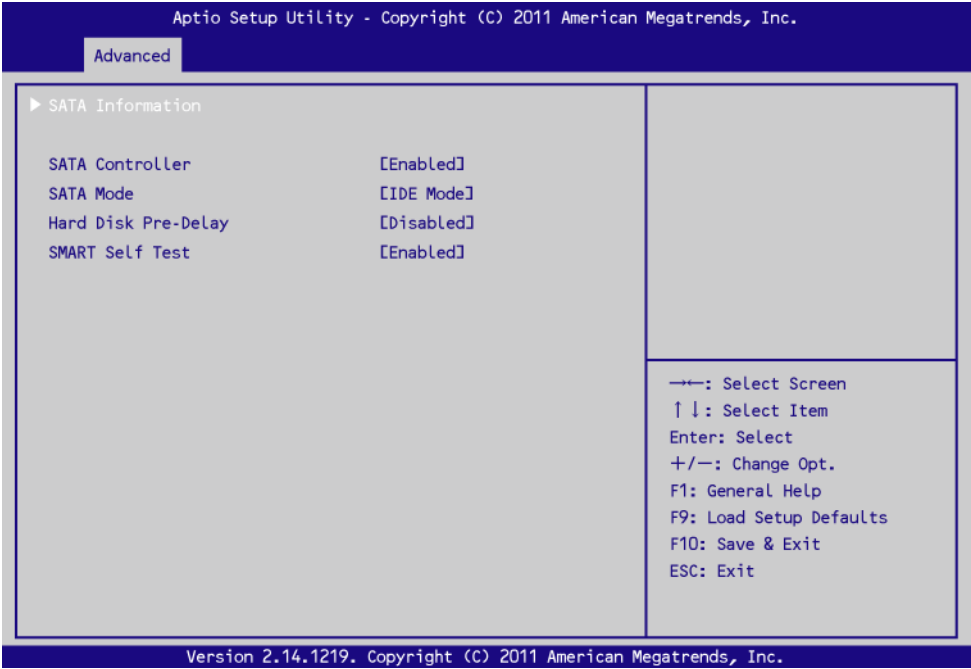 Aptio Setup Utility - Copyright (C) 2011 American Megatrends, Inc.
Advanced
▶ SATA Information
SATA Controller [Enabled]
SATA Mode [IDE Mode]
Hard Disk Pre-Delay [Disabled]
SMART Self Test [Enabled]
→←: Select Screen
↑↓: Select Item
Enter: Select
+/-: Change Opt.
F1: General Help
F9: Load Setup Defaults
F10: Save & Exit
ESC: Exit
Version 2.14.1219. Copyright (C) 2011 American Megatrends, Inc.